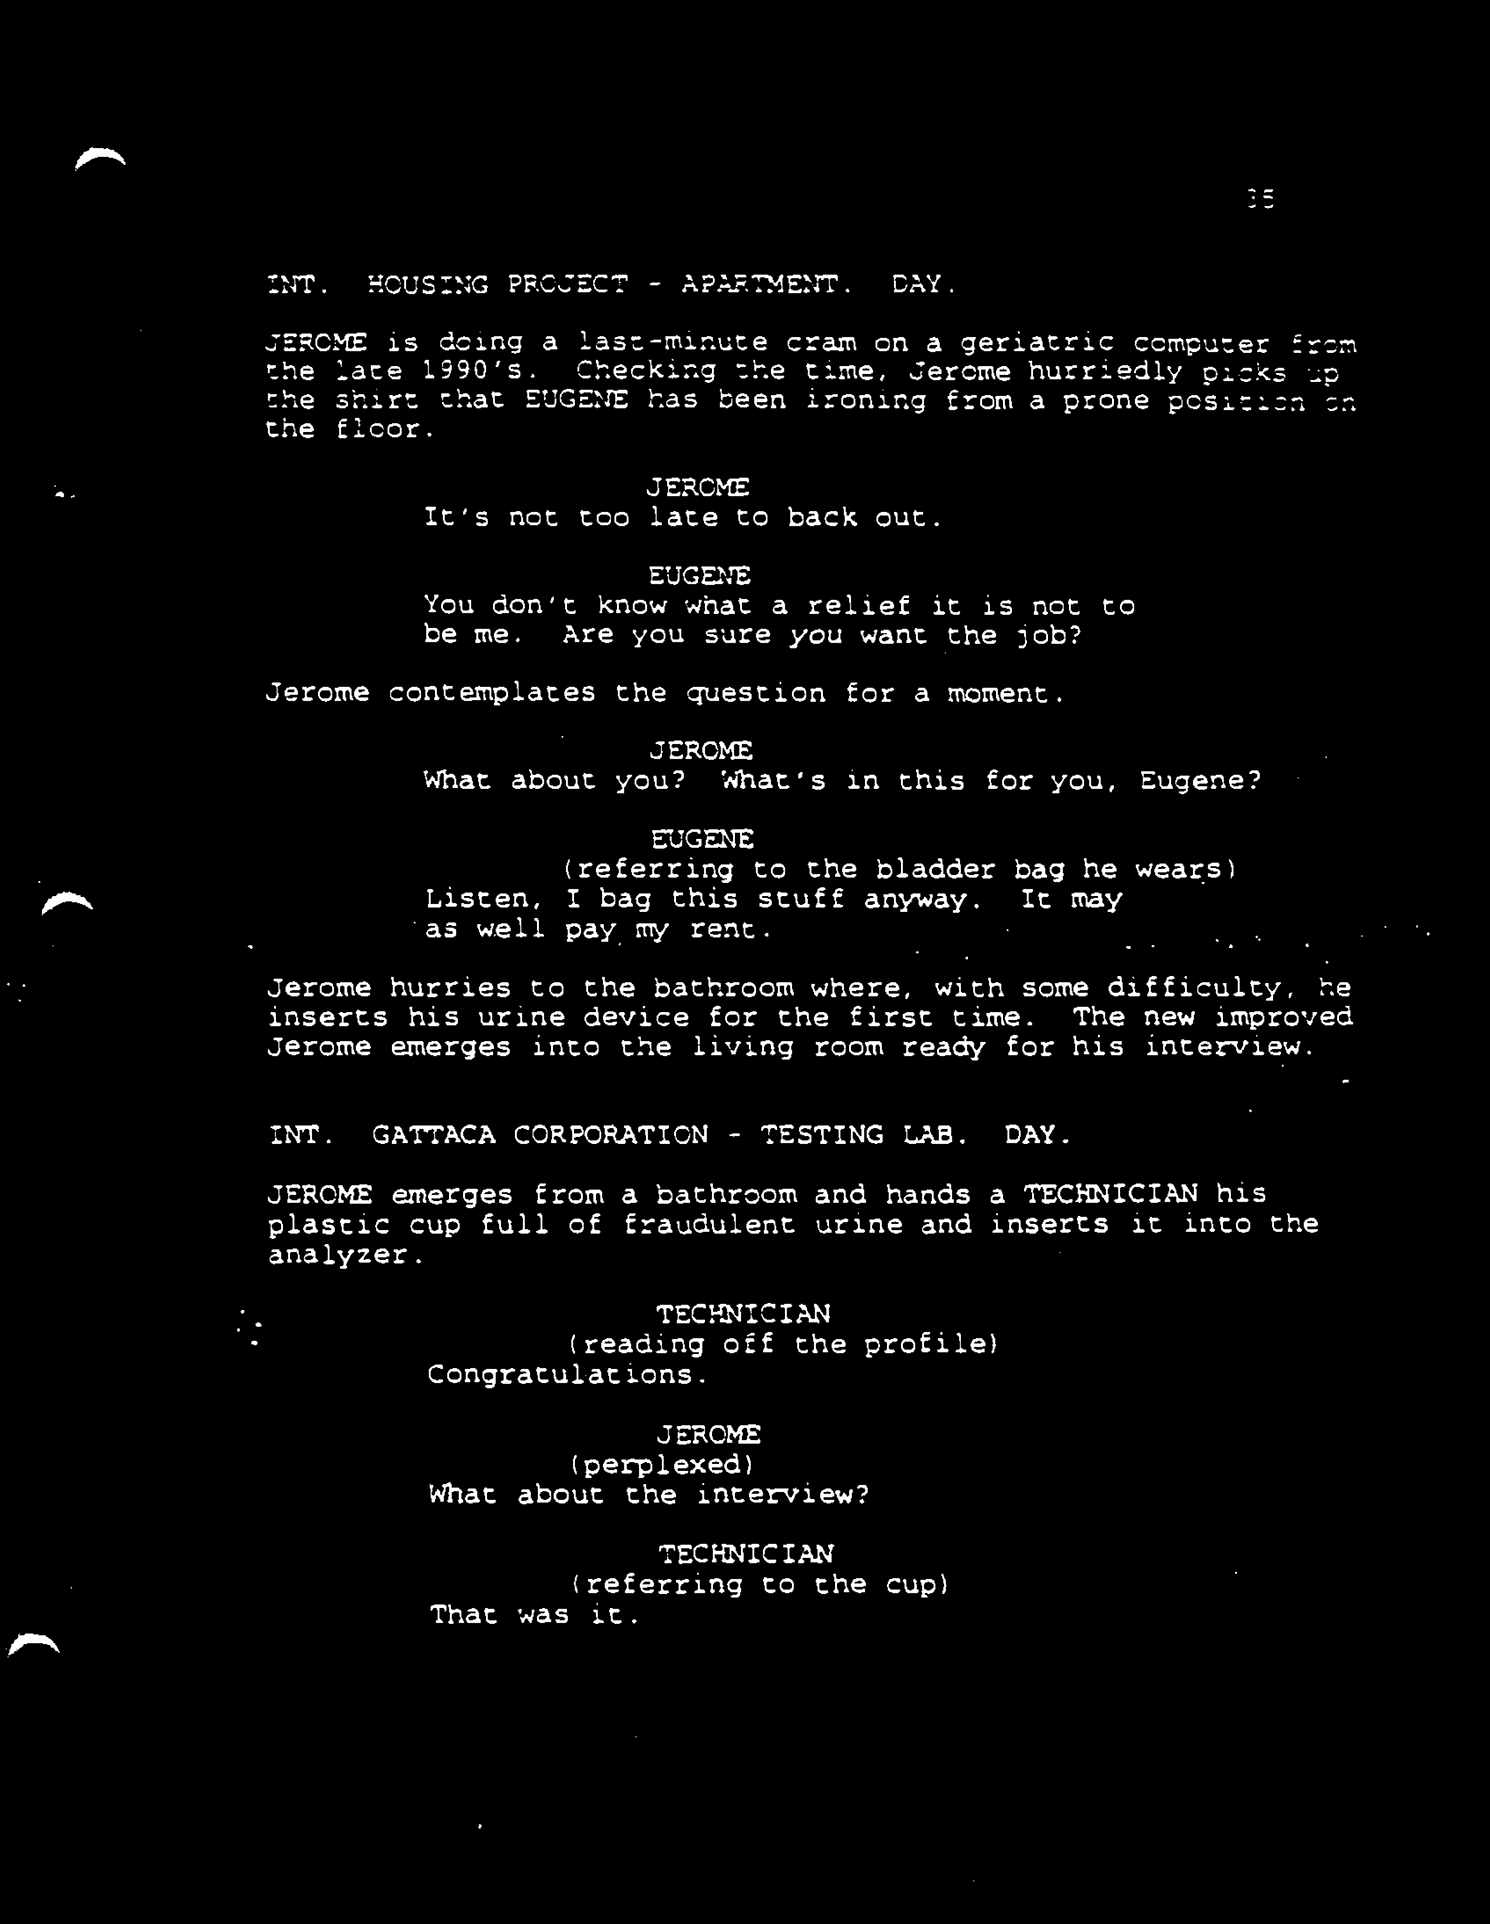 35
INT.  HOUSING PROJECT - APARTMENT.  DAY.
JEROME is doing a last-minute cram on a geriatric computer from
the late 1990's.  Checking the time, Jerome hurriedly picks up
the shirt that EUGENE has been ironing from a prone position on
the floor.
JEROME
It's not too late to back out.
EUGENE
You don't know what a relief it is not to
be me.  Are you sure you want the job?
Jerome contemplates the question for a moment.
JEROME
What about you?  What's in this for you, Eugene?
EUGENE
(referring to the bladder bag he wears)
Listen, I bag this stuff anyway.  It may
as well pay my rent.
Jerome hurries to the bathroom where, with some difficulty, he
inserts his urine device for the first time.  The new improved
Jerome emerges into the living room ready for his interview.
INT.  GATTACA CORPORATION - TESTING LAB.  DAY.
JEROME emerges from a bathroom and hands a TECHNICIAN his
plastic cup full of fraudulent urine and inserts it into the
analyzer.
TECHNICIAN
(reading off the profile)
Congratulations.
JEROME
(perplexed)
What about the interview?
TECHNICIAN
(referring to the cup)
That was it.